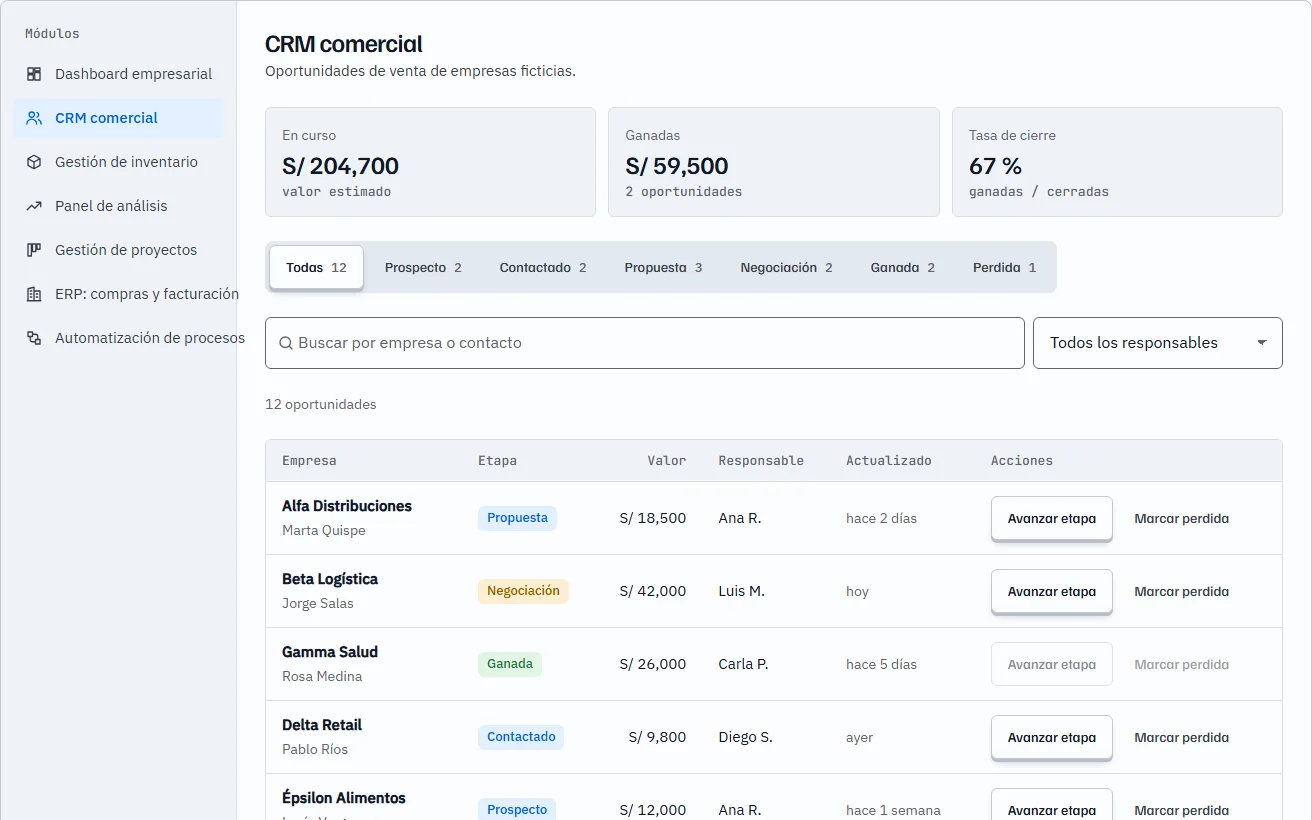 Módulos
Dashboard empresarial
CRM comercial
Gestión de inventario
Panel de análisis
Gestión de proyectos
ERP: compras y facturación
Automatización de procesos
CRM comercial
Oportunidades de venta de empresas ficticias.
En curso
S/ 204,700
valor estimado
Ganadas
S/ 59,500
2 oportunidades
Tasa de cierre
67 %
ganadas / cerradas
Todas 12 Prospecto 2 Contactado 2 Propuesta 3 Negociación 2 Ganada 2 Perdida 1
Buscar por empresa o contacto
Todos los responsables
12 oportunidades
Empresa Etapa Valor Responsable Actualizado Acciones
Alfa Distribuciones
Marta Quispe
Propuesta S/ 18,500 Ana R. hace 2 días Avanzar etapa Marcar perdida
Beta Logística
Jorge Salas
Negociación S/ 42,000 Luis M. hoy Avanzar etapa Marcar perdida
Gamma Salud
Rosa Medina
Ganada S/ 26,000 Carla P. hace 5 días Avanzar etapa Marcar perdida
Delta Retail
Pablo Ríos
Contactado S/ 9,800 Diego S. ayer Avanzar etapa Marcar perdida
Épsilon Alimentos
Prospecto S/ 12,000 Ana R. hace 1 semana Avanzar etapa Marcar perdida